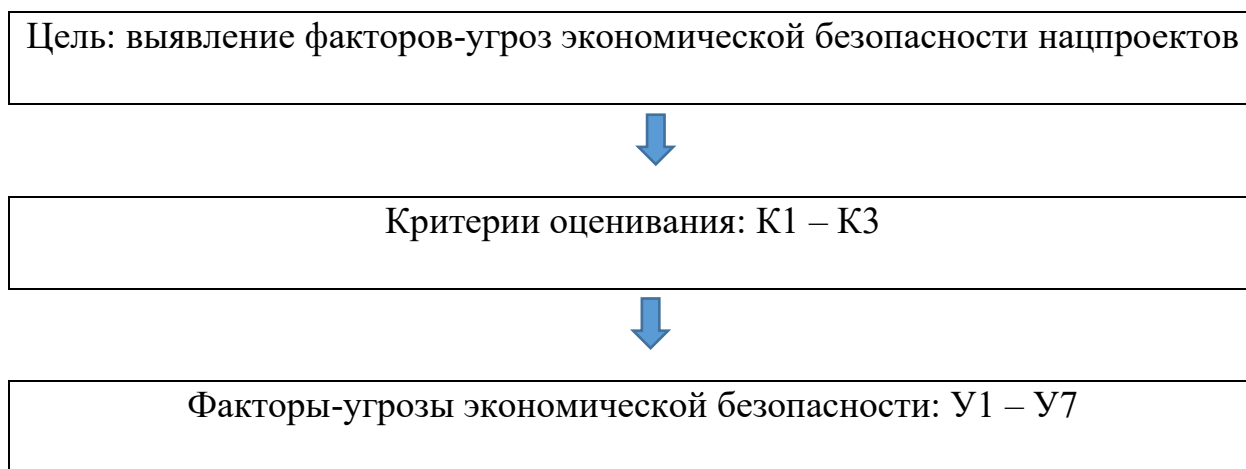 Цель: выявление факторов-угроз экономической безопасности нацпроектов
Критерии оценивания: К1 – К3
Факторы-угрозы экономической безопасности: У1 – У7